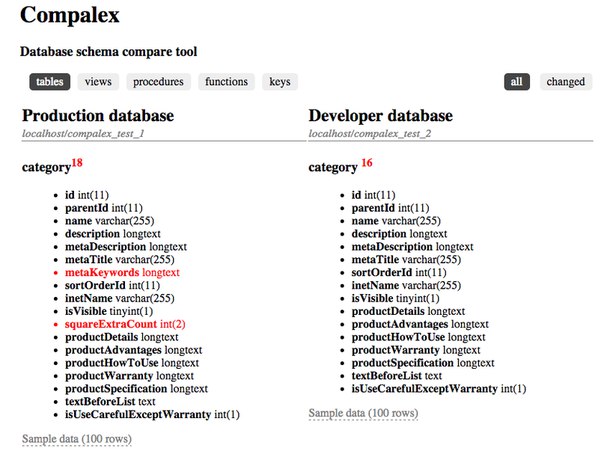 Compalex
Database schema compare tool
tables views procedures functions keys all changed
Production database
localhost/compalex_test_1
category18
id int(11)
parentId int(11)
name varchar(255)
description longtext
metaDescription longtext
metaTitle varchar(255)
metaKeywords longtext
sortOrderId int(11)
inetName varchar(255)
isVisible tinyint(1)
squareExtraCount int(2)
productDetails longtext
productAdvantages longtext
productHowToUse longtext
productWarranty longtext
productSpecification longtext
textBeforeList text
isUseCarefulExceptWarranty int(1)
Sample data (100 rows)
Developer database
localhost/compalex_test_2
category 16
id int(11)
parentId int(11)
name varchar(255)
description longtext
metaDescription longtext
metaTitle varchar(255)
sortOrderId int(11)
inetName varchar(255)
isVisible tinyint(1)
productDetails longtext
productAdvantages longtext
productHowToUse longtext
productWarranty longtext
productSpecification longtext
textBeforeList text
isUseCarefulExceptWarranty int(1)
Sample data (100 rows)